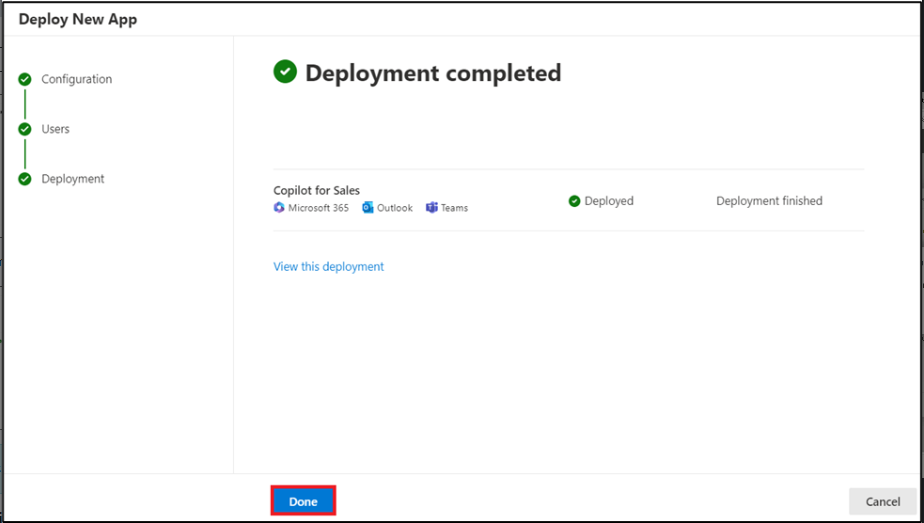 Deploy New App
Configuration
Users
Deployment
Deployment completed
Copilot for Sales
Microsoft 365 Outlook Teams
Deployed
Deployment finished
View this deployment
Done
Cancel